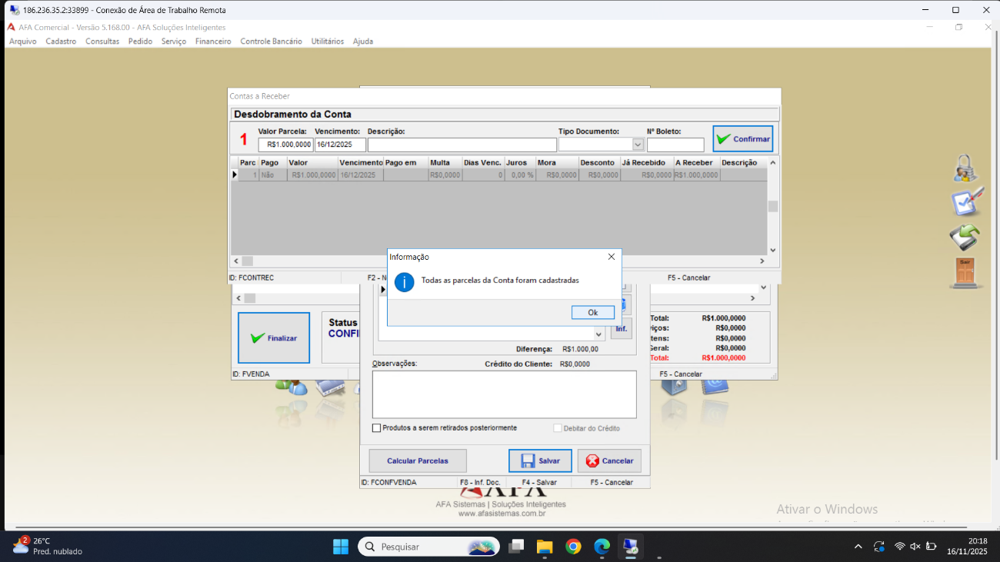 186.236.35.2:33899 - Conexão de Área de Trabalho Remota
AFA Comercial - Versão 5.168.00 - AFA Soluções Inteligentes
Arquivo Cadastro Consultas Pedido Serviço Financeiro Controle Bancário Utilitários Ajuda
Contas a Receber
Desdobramento da Conta
Valor Parcela: Vencimento: Descrição: Tipo Documento: Nº Boleto:
1 R$1.000,0000 16/12/2025 Confirmar
Parc Pago Valor Vencimento Pago em Multa Dias Venc. Juros Mora Desconto Já Recebido A Receber Descrição
1 Não R$1.000,0000 16/12/2025 R$0,0000 0 0,00 % R$0,0000 R$0,0000 R$0,0000 R$1.000,0000
Informação
Todas as parcelas da Conta foram cadastradas
Ok
ID: FCONTREC F2 - N F5 - Cancelar
Finalizar
Status
CONFI
Inf.
Total: R$1.000,0000
viços: R$0,0000
itens: R$0,0000
Geral: R$0,0000
Total: R$1.000,0000
Diferença: R$1.000,00
Observações: Crédito do Cliente: R$0,0000
ID: FVENDA F5 - Cancelar
Produtos a serem retirados posteriormente Debitar do Crédito
Calcular Parcelas Salvar Cancelar
ID: FCONFVENDA F8 - Inf. Doc. F4 - Salvar F5 - Cancelar
AFA
AFA Sistemas | Soluções Inteligentes
www.afasistemas.com.br
Sair
Ativar o Windows
2
26°C
Pred. nublado
Pesquisar
20:18
16/11/2025